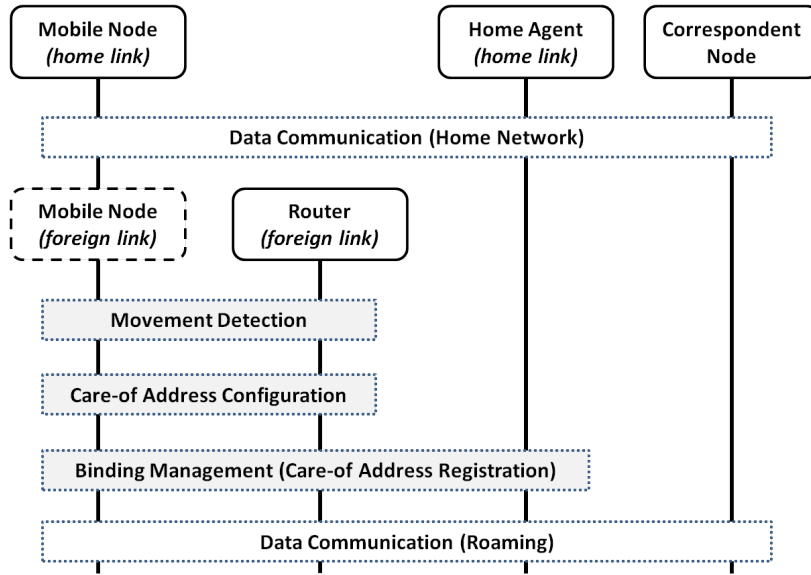 Mobile Node
(home link)
Home Agent
(home link)
Correspondent
Node
Data Communication (Home Network)
Mobile Node
(foreign link)
Router
(foreign link)
Movement Detection
Care-of Address Configuration
Binding Management (Care-of Address Registration)
Data Communication (Roaming)